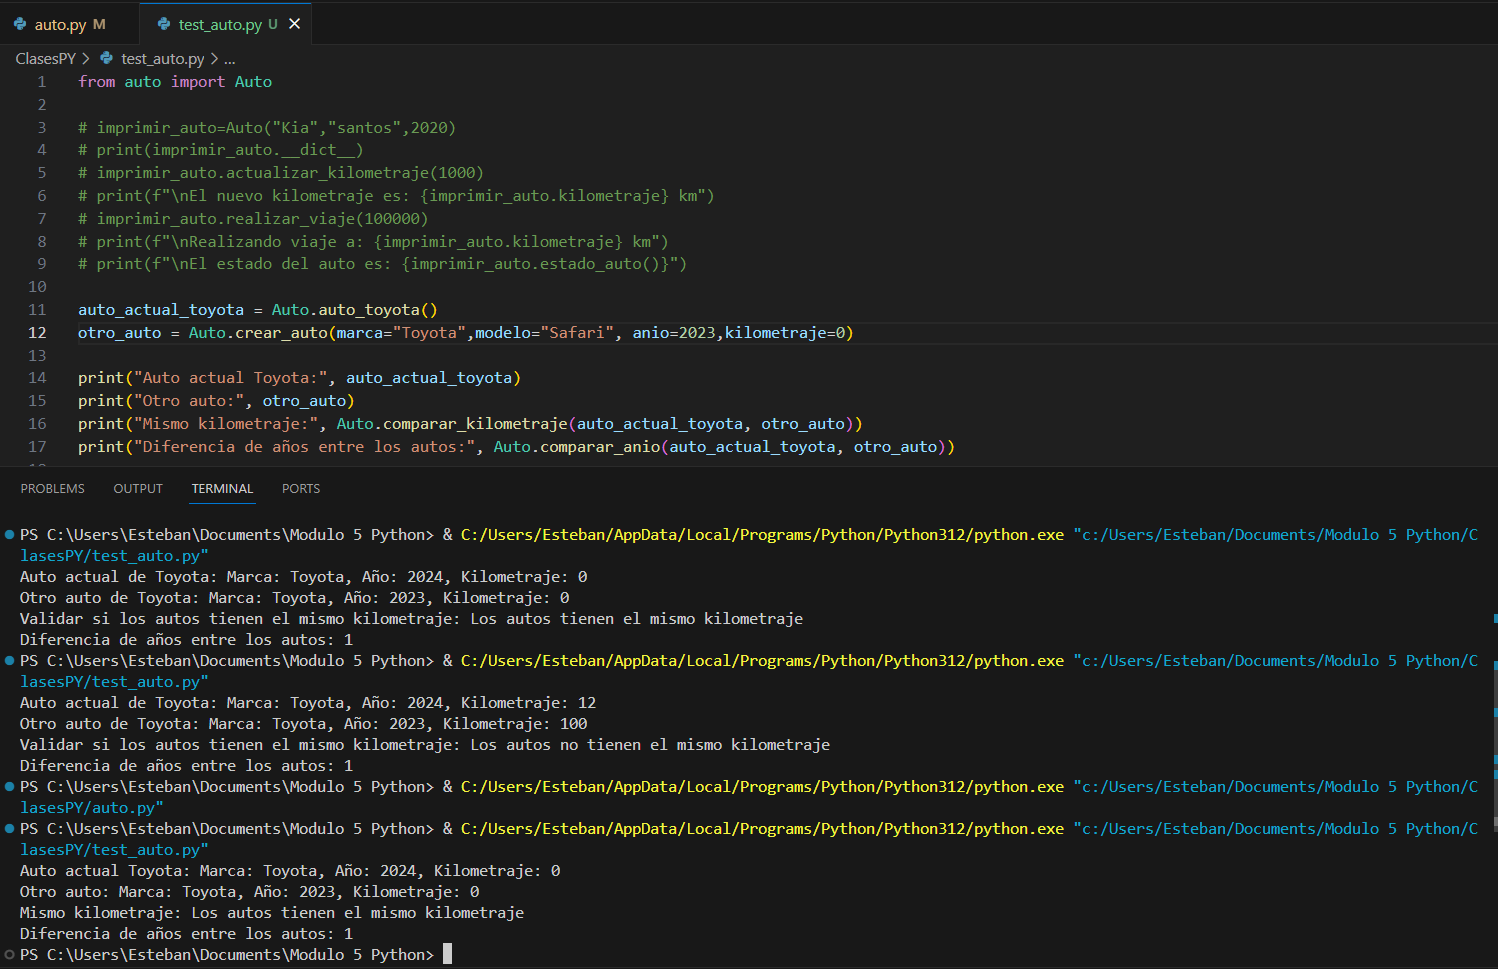 auto.py M
test_auto.py U ×
ClasesPY > test_auto.py > ...
1 from auto import Auto
2
3 # imprimir_auto=Auto("Kia","santos",2020)
4 # print(imprimir_auto.__dict__)
5 # imprimir_auto.actualizar_kilometraje(1000)
6 # print(f"\nEl nuevo kilometraje es: {imprimir_auto.kilometraje} km")
7 # imprimir_auto.realizar_viaje(100000)
8 # print(f"\nRealizando viaje a: {imprimir_auto.kilometraje} km")
9 # print(f"\nEl estado del auto es: {imprimir_auto.estado_auto()}")
10
11 auto_actual_toyota = Auto.auto_toyota()
12 otro_auto = Auto.crear_auto(marca="Toyota",modelo="Safari", anio=2023,kilometraje=0)
13
14 print("Auto actual Toyota:", auto_actual_toyota)
15 print("Otro auto:", otro_auto)
16 print("Mismo kilometraje:", Auto.comparar_kilometraje(auto_actual_toyota, otro_auto))
17 print("Diferencia de años entre los autos:", Auto.comparar_anio(auto_actual_toyota, otro_auto))
PROBLEMS OUTPUT TERMINAL PORTS
PS C:\Users\Esteban\Documents\Modulo 5 Python> & C:/Users/Esteban/AppData/Local/Programs/Python/Python312/python.exe "c:/Users/Esteban/Documents/Modulo 5 Python/C
lasesPY/test_auto.py"
Auto actual de Toyota: Marca: Toyota, Año: 2024, Kilometraje: 0
Otro auto de Toyota: Marca: Toyota, Año: 2023, Kilometraje: 0
Validar si los autos tienen el mismo kilometraje: Los autos tienen el mismo kilometraje
Diferencia de años entre los autos: 1
PS C:\Users\Esteban\Documents\Modulo 5 Python> & C:/Users/Esteban/AppData/Local/Programs/Python/Python312/python.exe "c:/Users/Esteban/Documents/Modulo 5 Python/C
lasesPY/test_auto.py"
Auto actual de Toyota: Marca: Toyota, Año: 2024, Kilometraje: 12
Otro auto de Toyota: Marca: Toyota, Año: 2023, Kilometraje: 100
Validar si los autos tienen el mismo kilometraje: Los autos no tienen el mismo kilometraje
Diferencia de años entre los autos: 1
PS C:\Users\Esteban\Documents\Modulo 5 Python> & C:/Users/Esteban/AppData/Local/Programs/Python/Python312/python.exe "c:/Users/Esteban/Documents/Modulo 5 Python/C
lasesPY/auto.py"
PS C:\Users\Esteban\Documents\Modulo 5 Python> & C:/Users/Esteban/AppData/Local/Programs/Python/Python312/python.exe "c:/Users/Esteban/Documents/Modulo 5 Python/C
lasesPY/test_auto.py"
Auto actual Toyota: Marca: Toyota, Año: 2024, Kilometraje: 0
Otro auto: Marca: Toyota, Año: 2023, Kilometraje: 0
Mismo kilometraje: Los autos tienen el mismo kilometraje
Diferencia de años entre los autos: 1
PS C:\Users\Esteban\Documents\Modulo 5 Python>